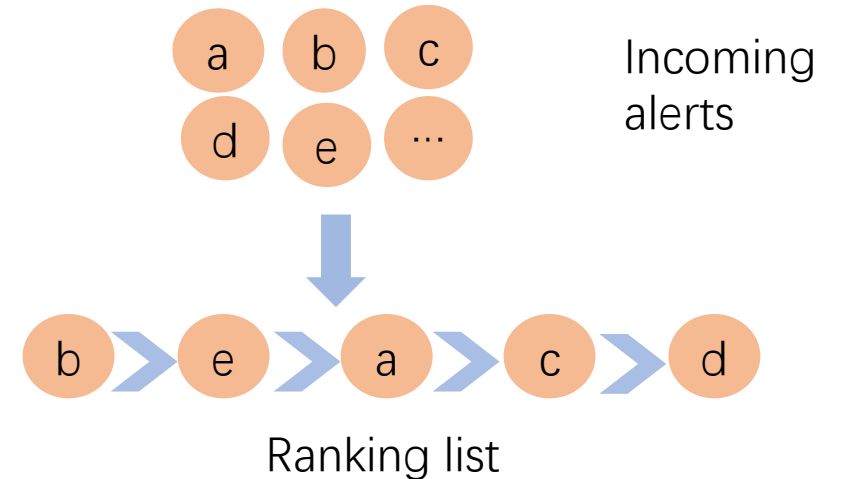 a b c
Incoming
alerts
d e ...
b e a c d
Ranking list